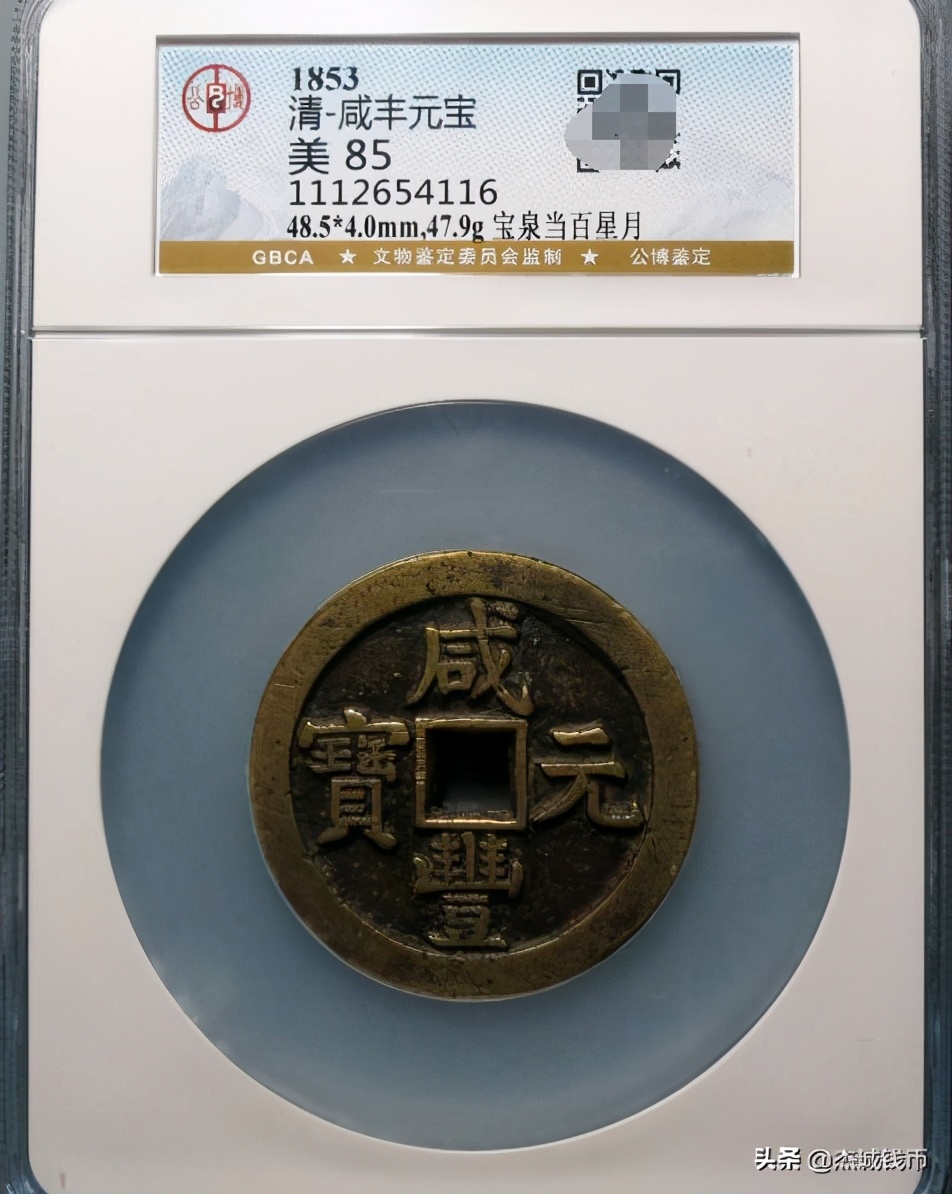 1853
清-咸丰元宝
美 85
1112654116
48.5*4.0mm,47.9g 宝泉当百星月
GBCA ★ 文物鉴定委员会监制 ★ 公博鉴定
咸
寶 元
豐
头条 @杰城钱币